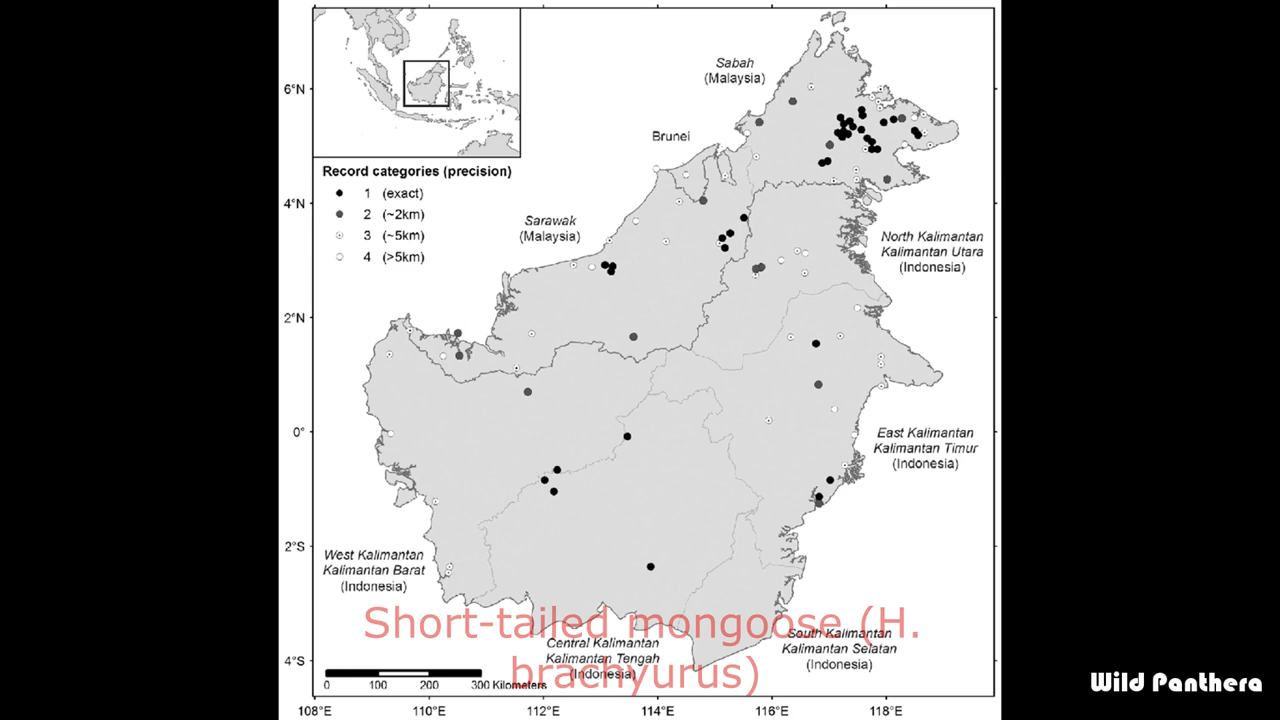 6°N
4°N
2°N
0°
2°S
4°S
108°E
110°E
112°E
114°E
116°E
118°E
Sabah
(Malaysia)
Brunei
Record categories (precision)
1 (exact)
2 (~2km)
3 (~5km)
4 (>5km)
Sarawak
(Malaysia)
North Kalimantan
Kalimantan Utara
(Indonesia)
East Kalimantan
Kalimantan Timur
(Indonesia)
West Kalimantan
Kalimantan Barat
(Indonesia)
South Kalimantan
Kalimantan Selatan
(Indonesia)
Central Kalimantan
Kalimantan Tengah
(Indonesia)
0 100 200 300 Kilometers
Short-tailed mongoose (H.
brachyurus)
Wild Panthera